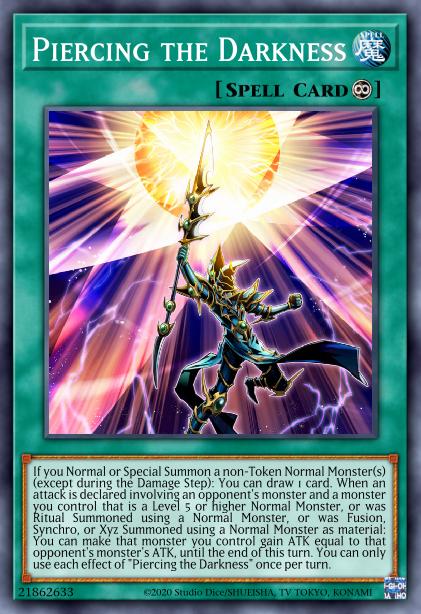 PIERCING THE DARKNESS
SPELL
魔
[SPELL CARD]
If you Normal or Special Summon a non-Token Normal Monster(s)
(except during the Damage Step): You can draw 1 card. When an
attack is declared involving an opponent's monster and a monster
you control that is a Level 5 or higher Normal Monster, or was
Ritual Summoned using a Normal Monster, or was Fusion,
Synchro, or Xyz Summoned using a Normal Monster as material:
You can make that monster you control gain ATK equal to that
opponent's monster's ATK, until the end of this turn. You can only
use each effect of "Piercing the Darkness" once per turn.
21862633
©2020 Studio Dice/SHUEISHA, TV TOKYO, KONAMI